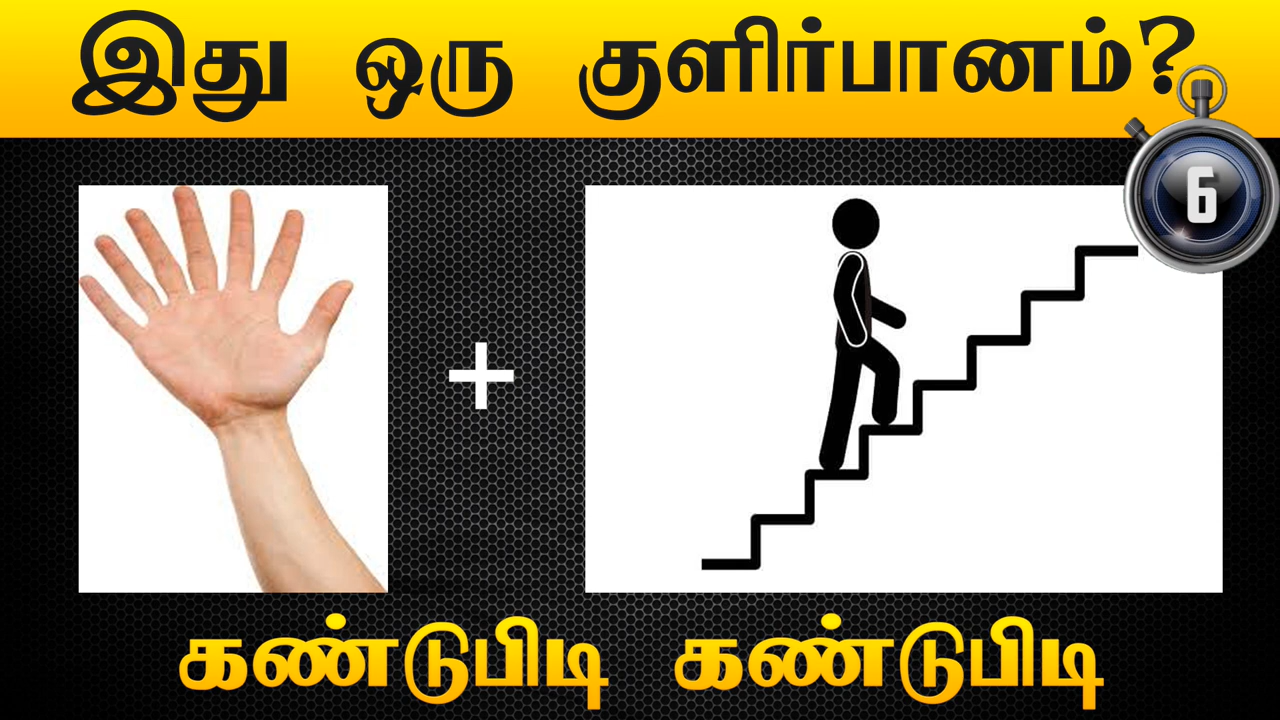 இது ஒரு குளிர்பானம்?
6
+
கண்டுபிடி கண்டுபிடி